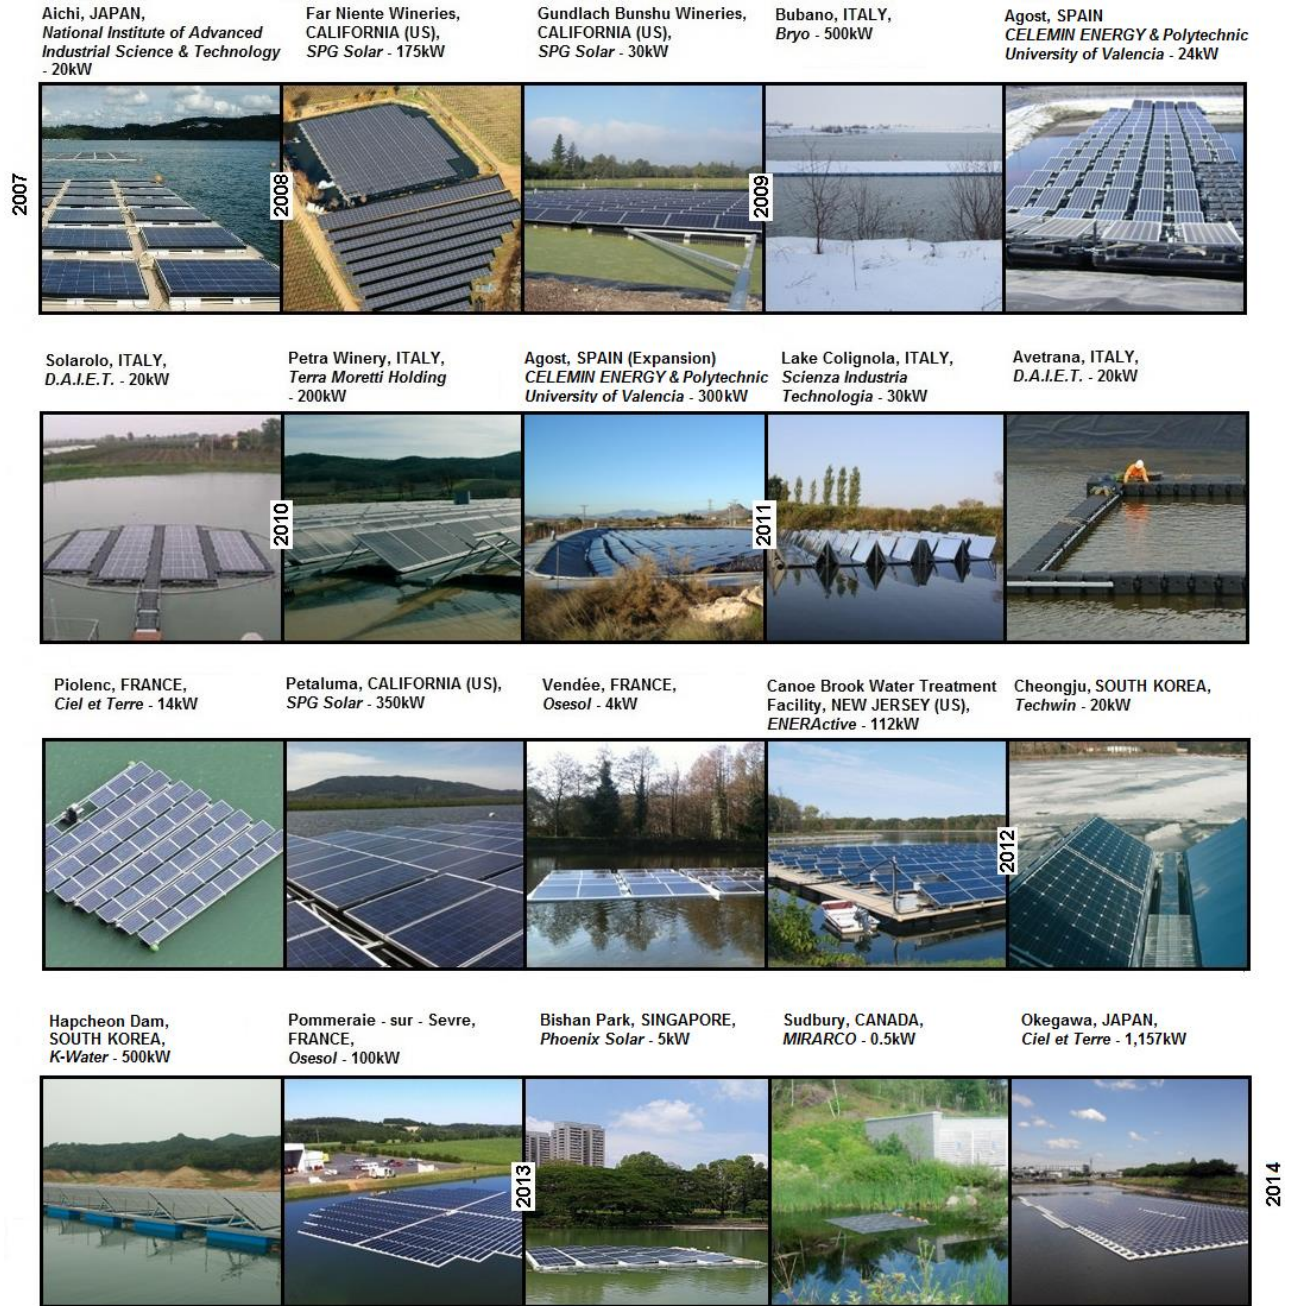 Aichi, JAPAN,
National Institute of Advanced
Industrial Science & Technology
- 20kW
Far Niente Wineries,
CALIFORNIA (US),
SPG Solar - 175kW
Gundlach Bunshu Wineries,
CALIFORNIA (US),
SPG Solar - 30kW
Bubano, ITALY,
Bryo - 500kW
Agost, SPAIN
CELEMIN ENERGY & Polytechnic
University of Valencia - 24kW
2007
2008
2009
Solarolo, ITALY,
D.A.I.E.T. - 20kW
Petra Winery, ITALY,
Terra Moretti Holding
- 200kW
Agost, SPAIN (Expansion)
CELEMIN ENERGY & Polytechnic
University of Valencia - 300kW
Lake Colignola, ITALY,
Scienza Industria
Technologia - 30kW
Avetrana, ITALY,
D.A.I.E.T. - 20kW
2010
2011
Piolenc, FRANCE,
Ciel et Terre - 14kW
Petaluma, CALIFORNIA (US),
SPG Solar - 350kW
Vendée, FRANCE,
Osesol - 4kW
Canoe Brook Water Treatment
Facility, NEW JERSEY (US),
ENERActive - 112kW
Cheongju, SOUTH KOREA,
Techwin - 20kW
2012
Hapcheon Dam,
SOUTH KOREA,
K-Water - 500kW
Pommeraie - sur - Sevre,
FRANCE,
Osesol - 100kW
Bishan Park, SINGAPORE,
Phoenix Solar - 5kW
Sudbury, CANADA,
MIRARCO - 0.5kW
Okegawa, JAPAN,
Ciel et Terre - 1,157kW
2013
2014